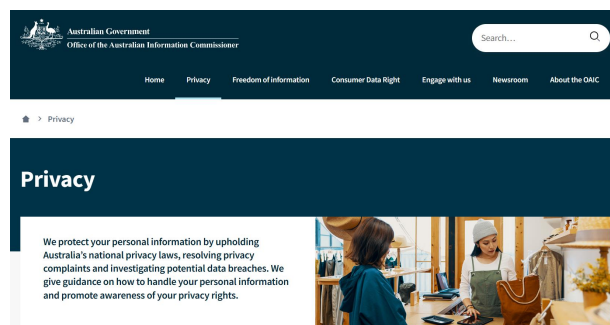 Australian Government
Office of the Australian Information Commissioner
Search...
Home Privacy Freedom of information Consumer Data Right Engage with us Newsroom About the OAIC
> Privacy
Privacy
We protect your personal information by upholding
Australia's national privacy laws, resolving privacy
complaints and investigating potential data breaches. We
give guidance on how to handle your personal information
and promote awareness of your privacy rights.